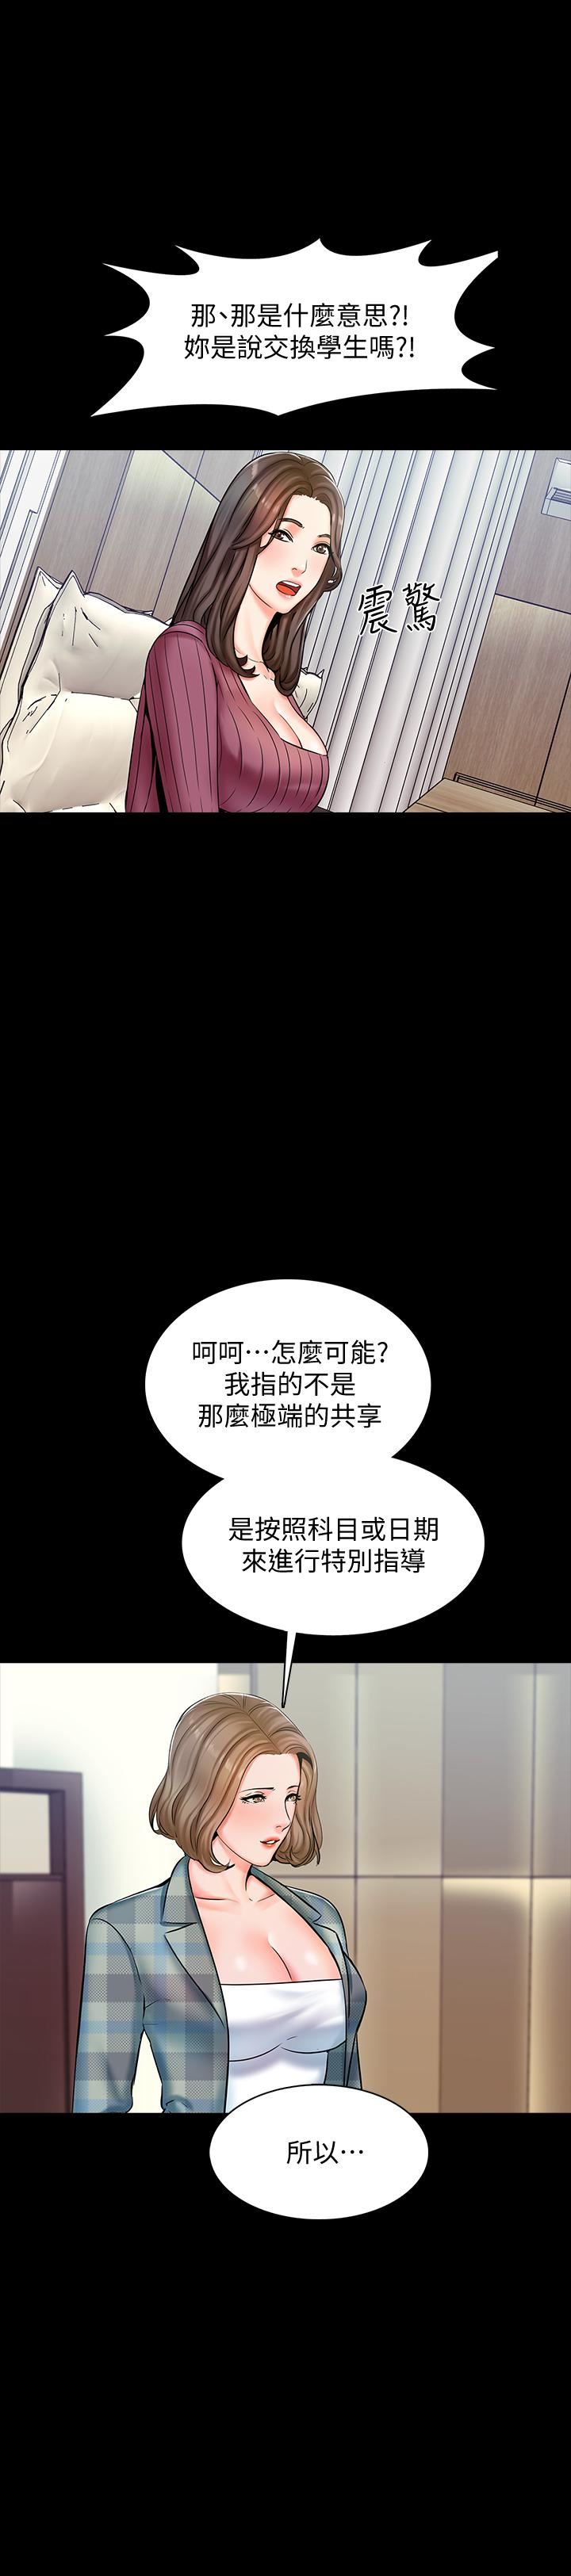 那、那是什麼意思?!
妳是說交換學生嗎?!
震驚
呵呵⋯怎麼可能?
我指的不是
那麼極端的共享
是按照科目或日期
來進行特別指導
所以⋯